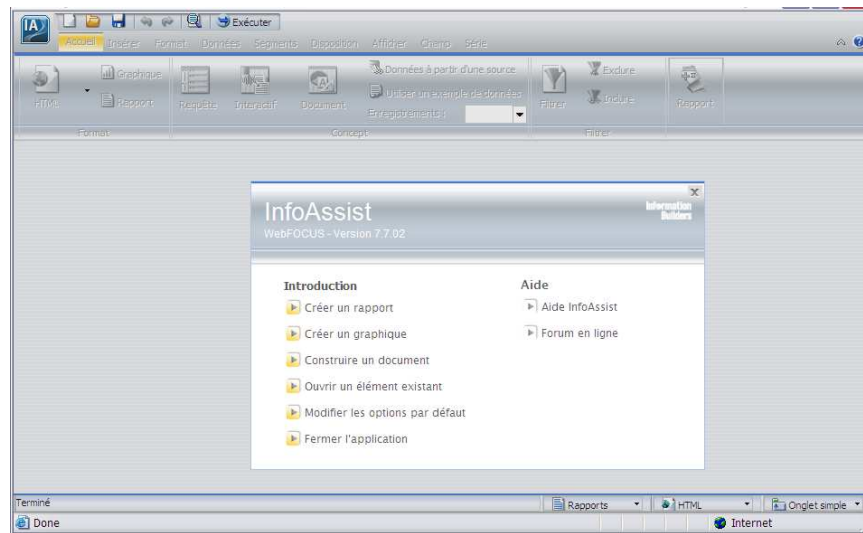 IA
Exécuter
Accueil Insérer Format Données Segments Disposition Afficher Champ Série
HTML
Graphique
Rapport
Format
Requête
Interactif
Document
Données à partir d'une source
Utiliser un exemple de données
Enregistrements :
Concept
Filtrer
Exclure
Inclure
Filtrer
Rapport
InfoAssist
WebFOCUS - Version 7.7.02
Information
Builders
Introduction
Créer un rapport
Créer un graphique
Construire un document
Ouvrir un élément existant
Modifier les options par défaut
Fermer l'application
Aide
Aide InfoAssist
Forum en ligne
Terminé
Rapports
HTML
Onglet simple
Done
Internet